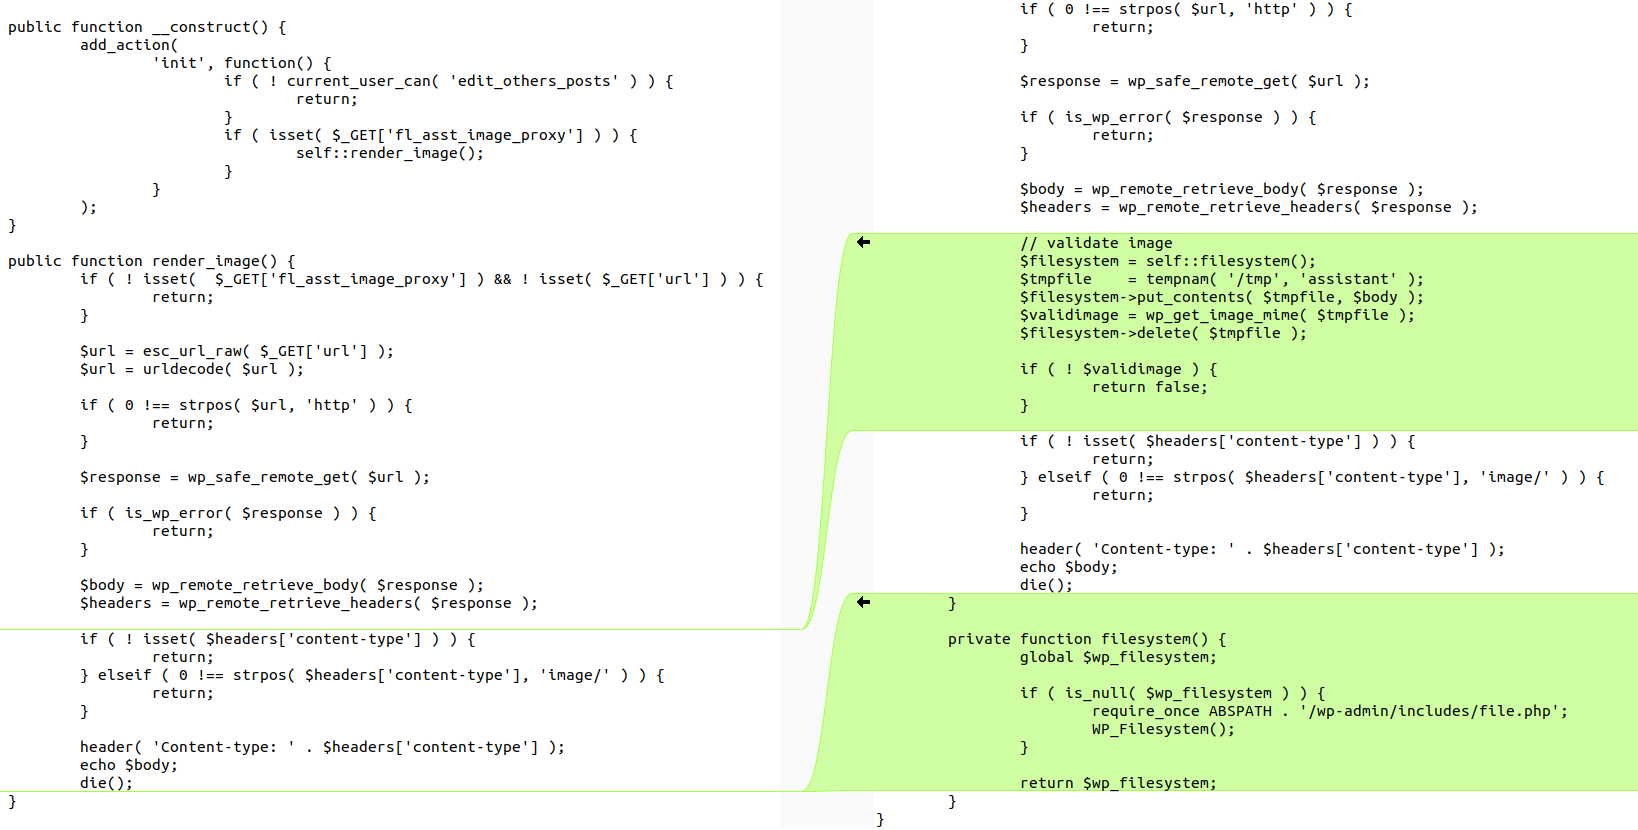 public function __construct() {
add_action(
'init', function() {
if ( ! current_user_can( 'edit_others_posts' ) ) {
return;
}
if ( isset( $_GET['fl_asst_image_proxy'] ) ) {
self::render_image();
}
}
);
}
public function render_image() {
if ( ! isset(  $_GET['fl_asst_image_proxy'] ) && ! isset( $_GET['url'] ) ) {
return;
}
$url = esc_url_raw( $_GET['url'] );
$url = urldecode( $url );
if ( 0 !== strpos( $url, 'http' ) ) {
return;
}
$response = wp_safe_remote_get( $url );
if ( is_wp_error( $response ) ) {
return;
}
$body = wp_remote_retrieve_body( $response );
$headers = wp_remote_retrieve_headers( $response );
if ( ! isset( $headers['content-type'] ) ) {
return;
} elseif ( 0 !== strpos( $headers['content-type'], 'image/' ) ) {
return;
}
header( 'Content-type: ' . $headers['content-type'] );
echo $body;
die();
}
if ( 0 !== strpos( $url, 'http' ) ) {
return;
}
$response = wp_safe_remote_get( $url );
if ( is_wp_error( $response ) ) {
return;
}
$body = wp_remote_retrieve_body( $response );
$headers = wp_remote_retrieve_headers( $response );
// validate image
$filesystem = self::filesystem();
$tmpfile    = tempnam( '/tmp', 'assistant' );
$filesystem->put_contents( $tmpfile, $body );
$validimage = wp_get_image_mime( $tmpfile );
$filesystem->delete( $tmpfile );
if ( ! $validimage ) {
return false;
}
if ( ! isset( $headers['content-type'] ) ) {
return;
} elseif ( 0 !== strpos( $headers['content-type'], 'image/' ) ) {
return;
}
header( 'Content-type: ' . $headers['content-type'] );
echo $body;
die();
}
private function filesystem() {
global $wp_filesystem;
if ( is_null( $wp_filesystem ) ) {
require_once ABSPATH . '/wp-admin/includes/file.php';
WP_Filesystem();
}
return $wp_filesystem;
}
}